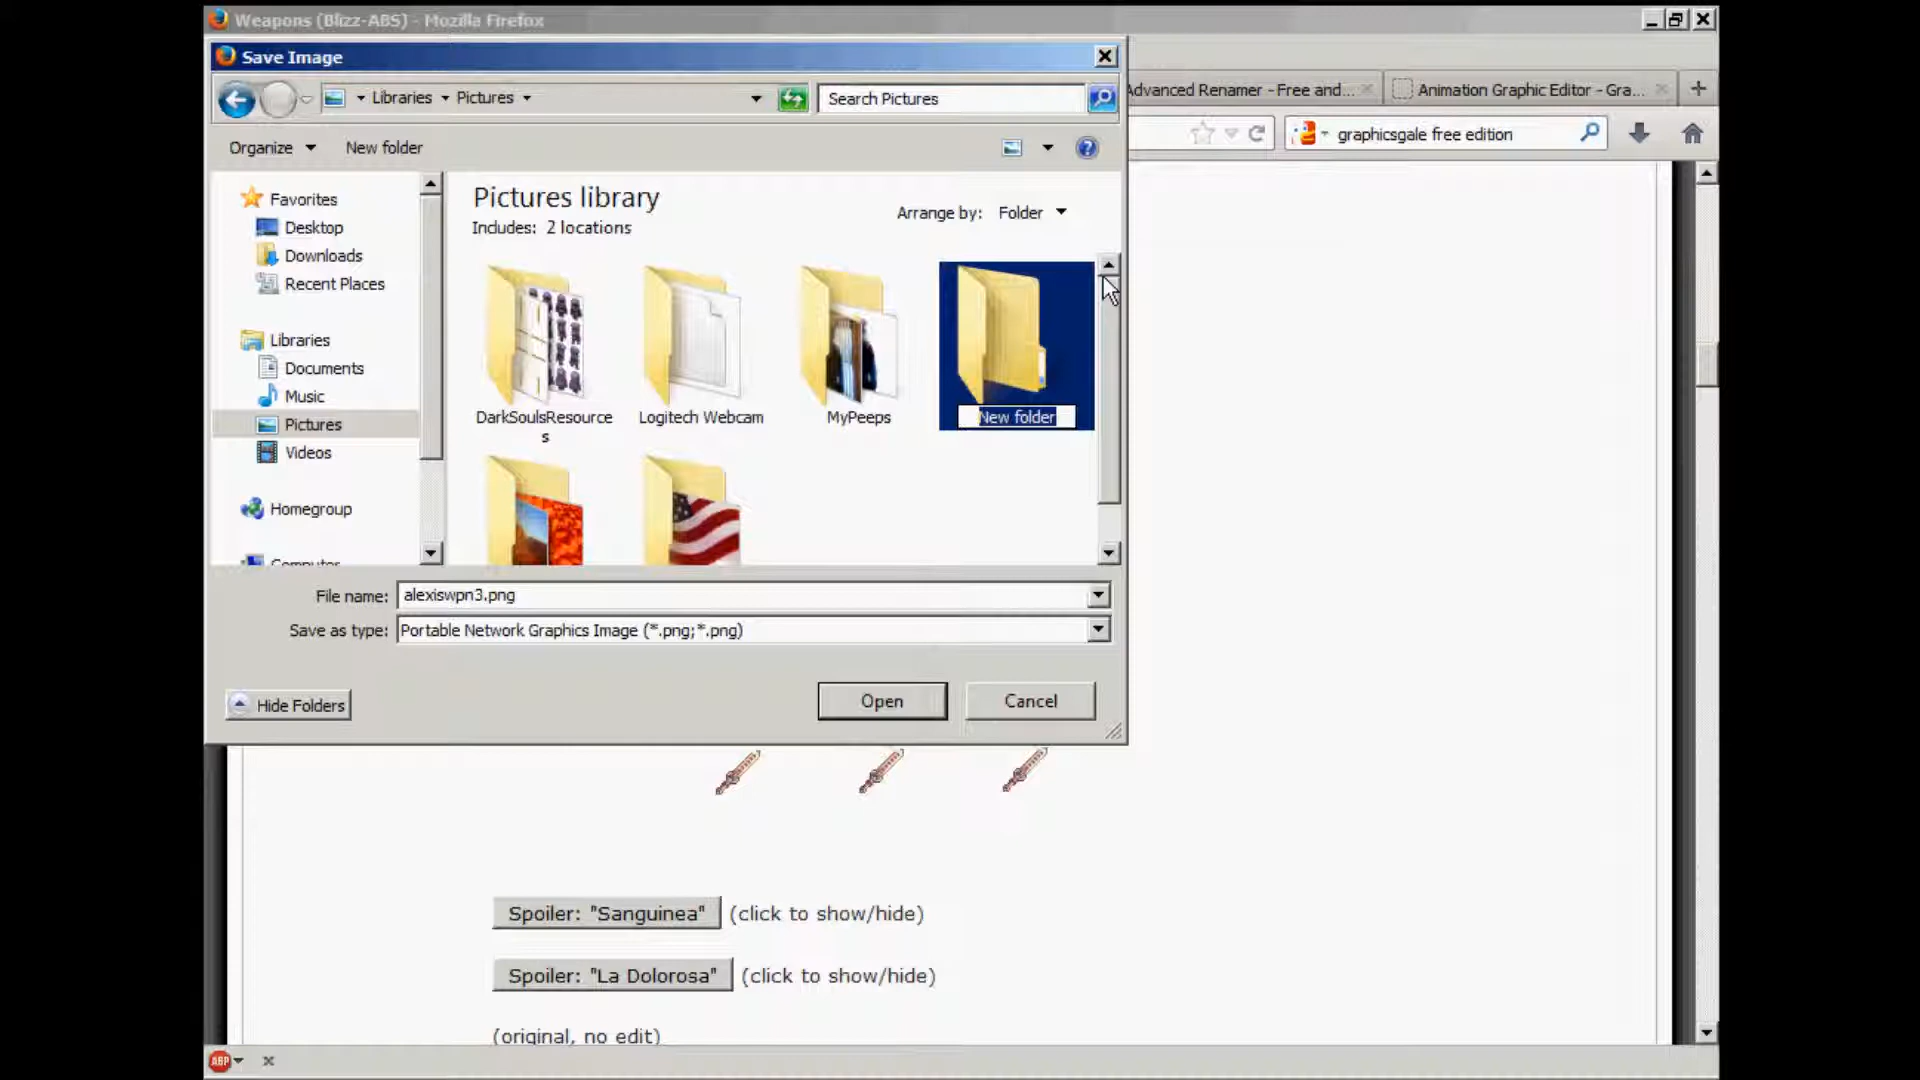 Weapons (Blizz-ABS) - Mozilla Firefox
Save Image
Libraries Pictures
Search Pictures
Advanced Renamer - Free and...
Animation Graphic Editor - Gra...
graphicsgale free edition
Organize
New folder
Pictures library
Includes: 2 locations
Arrange by: Folder
Favorites
Desktop
Downloads
Recent Places
Libraries
Documents
Music
Pictures
Videos
Homegroup
Computer
DarkSoulsResource
s
Logitech Webcam
MyPeeps
New folder
File name: alexiswpn3.png
Save as type: Portable Network Graphics Image (*.png;*.png)
Hide Folders
Open
Cancel
Spoiler: "Sanguinea" (click to show/hide)
Spoiler: "La Dolorosa" (click to show/hide)
(original, no edit)
ABP